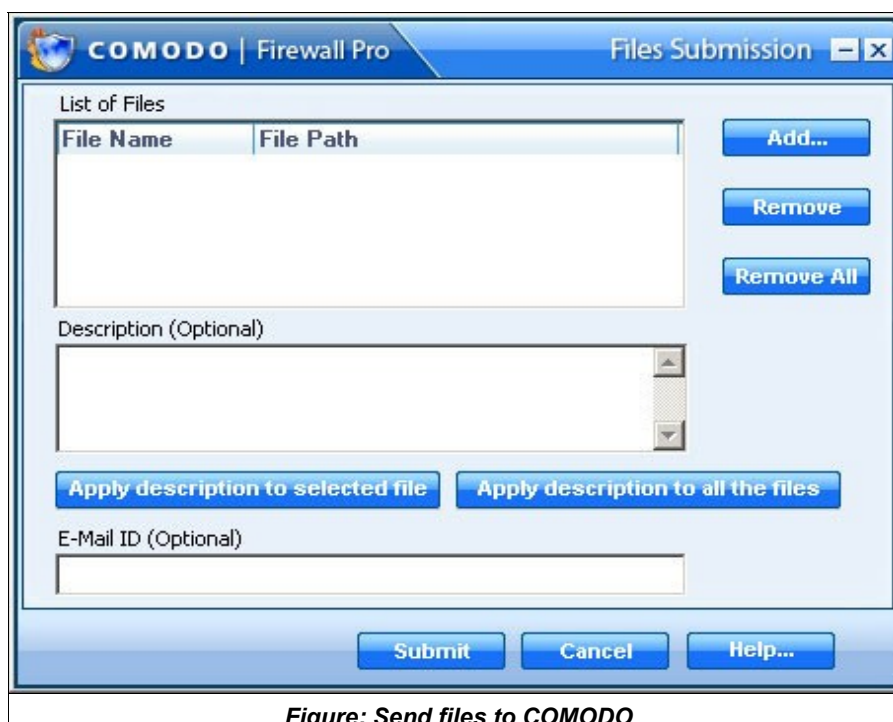 COMODO | Firewall Pro Files Submission
List of Files
File Name File Path
Add...
Remove
Remove All
Description (Optional)
Apply description to selected file Apply description to all the files
E-Mail ID (Optional)
Submit Cancel Help...
Figure: Send files to COMODO